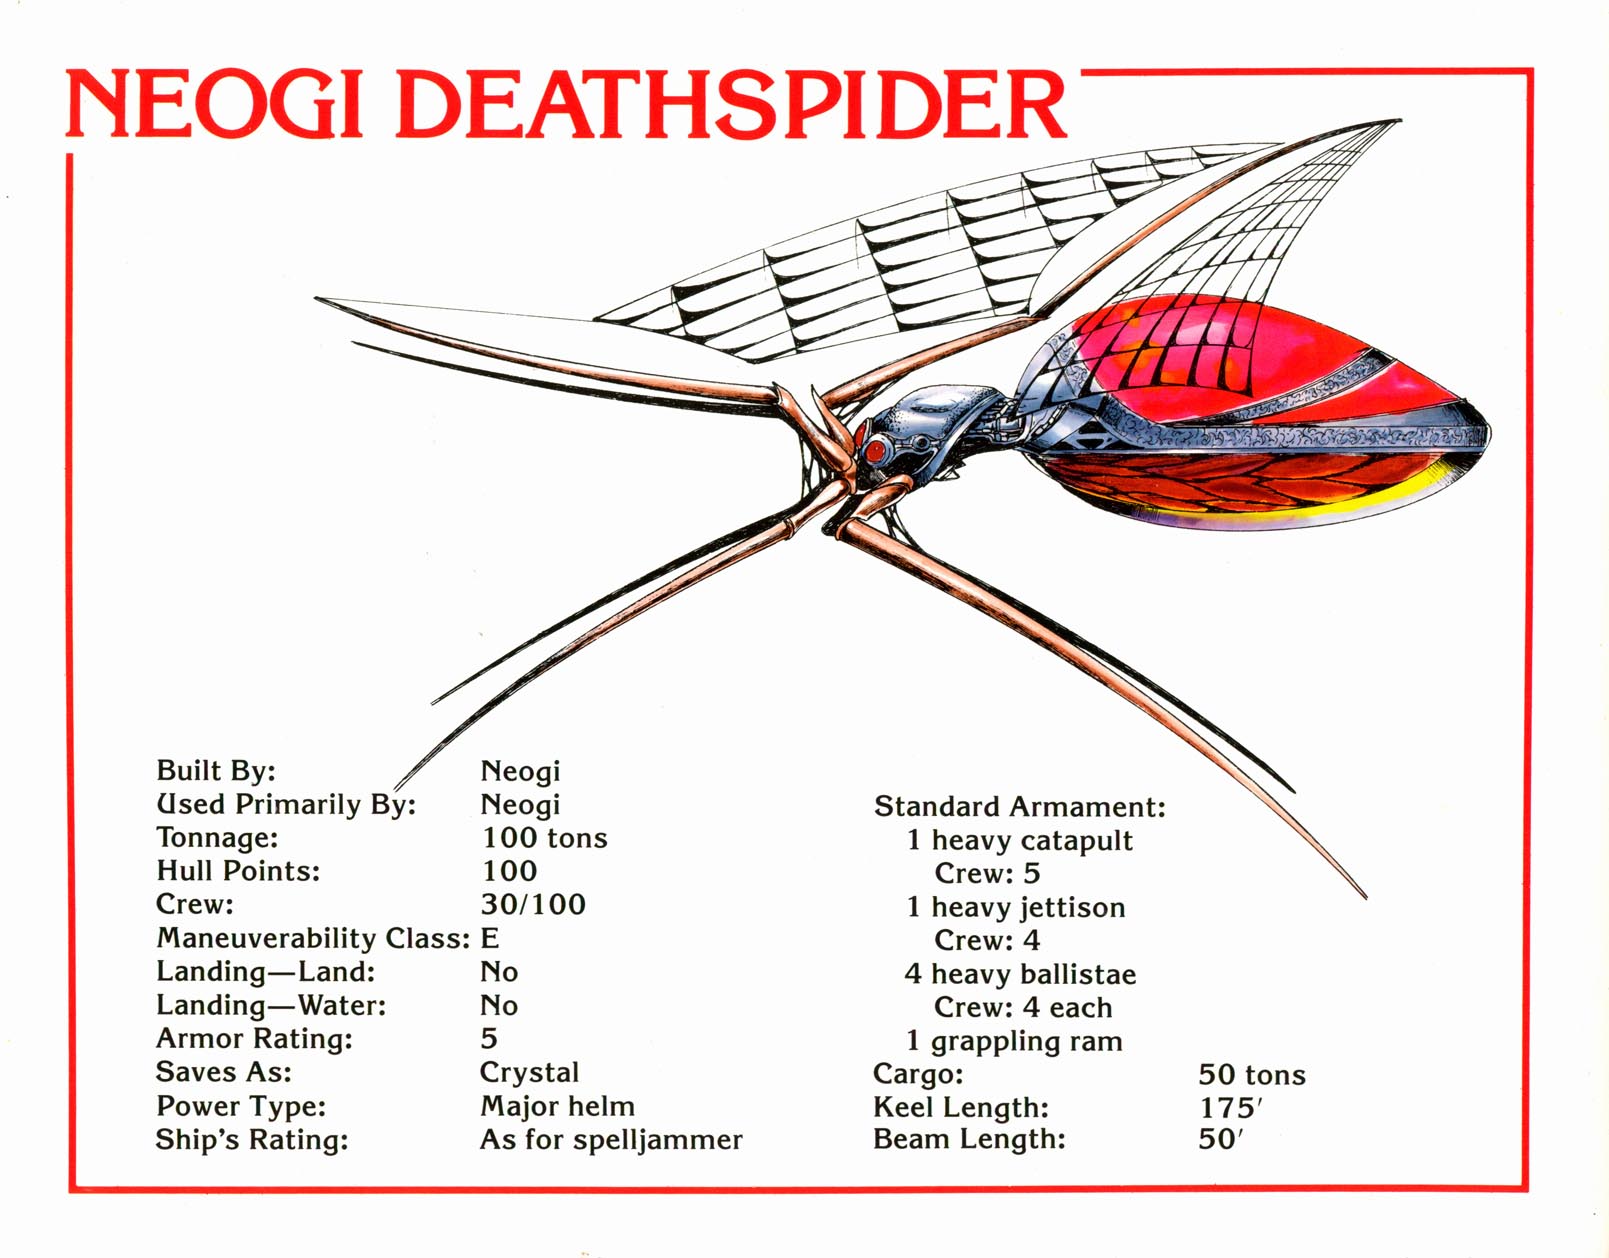 NEOGI DEATHSPIDER
Built By: Neogi
Used Primarily By: Neogi
Tonnage: 100 tons
Hull Points: 100
Crew: 30/100
Maneuverability Class: E
Landing—Land: No
Landing—Water: No
Armor Rating: 5
Saves As: Crystal
Power Type: Major helm
Ship's Rating: As for spelljammer
Standard Armament:
1 heavy catapult
Crew: 5
1 heavy jettison
Crew: 4
4 heavy ballistae
Crew: 4 each
1 grappling ram
Cargo: 50 tons
Keel Length: 175'
Beam Length: 50'